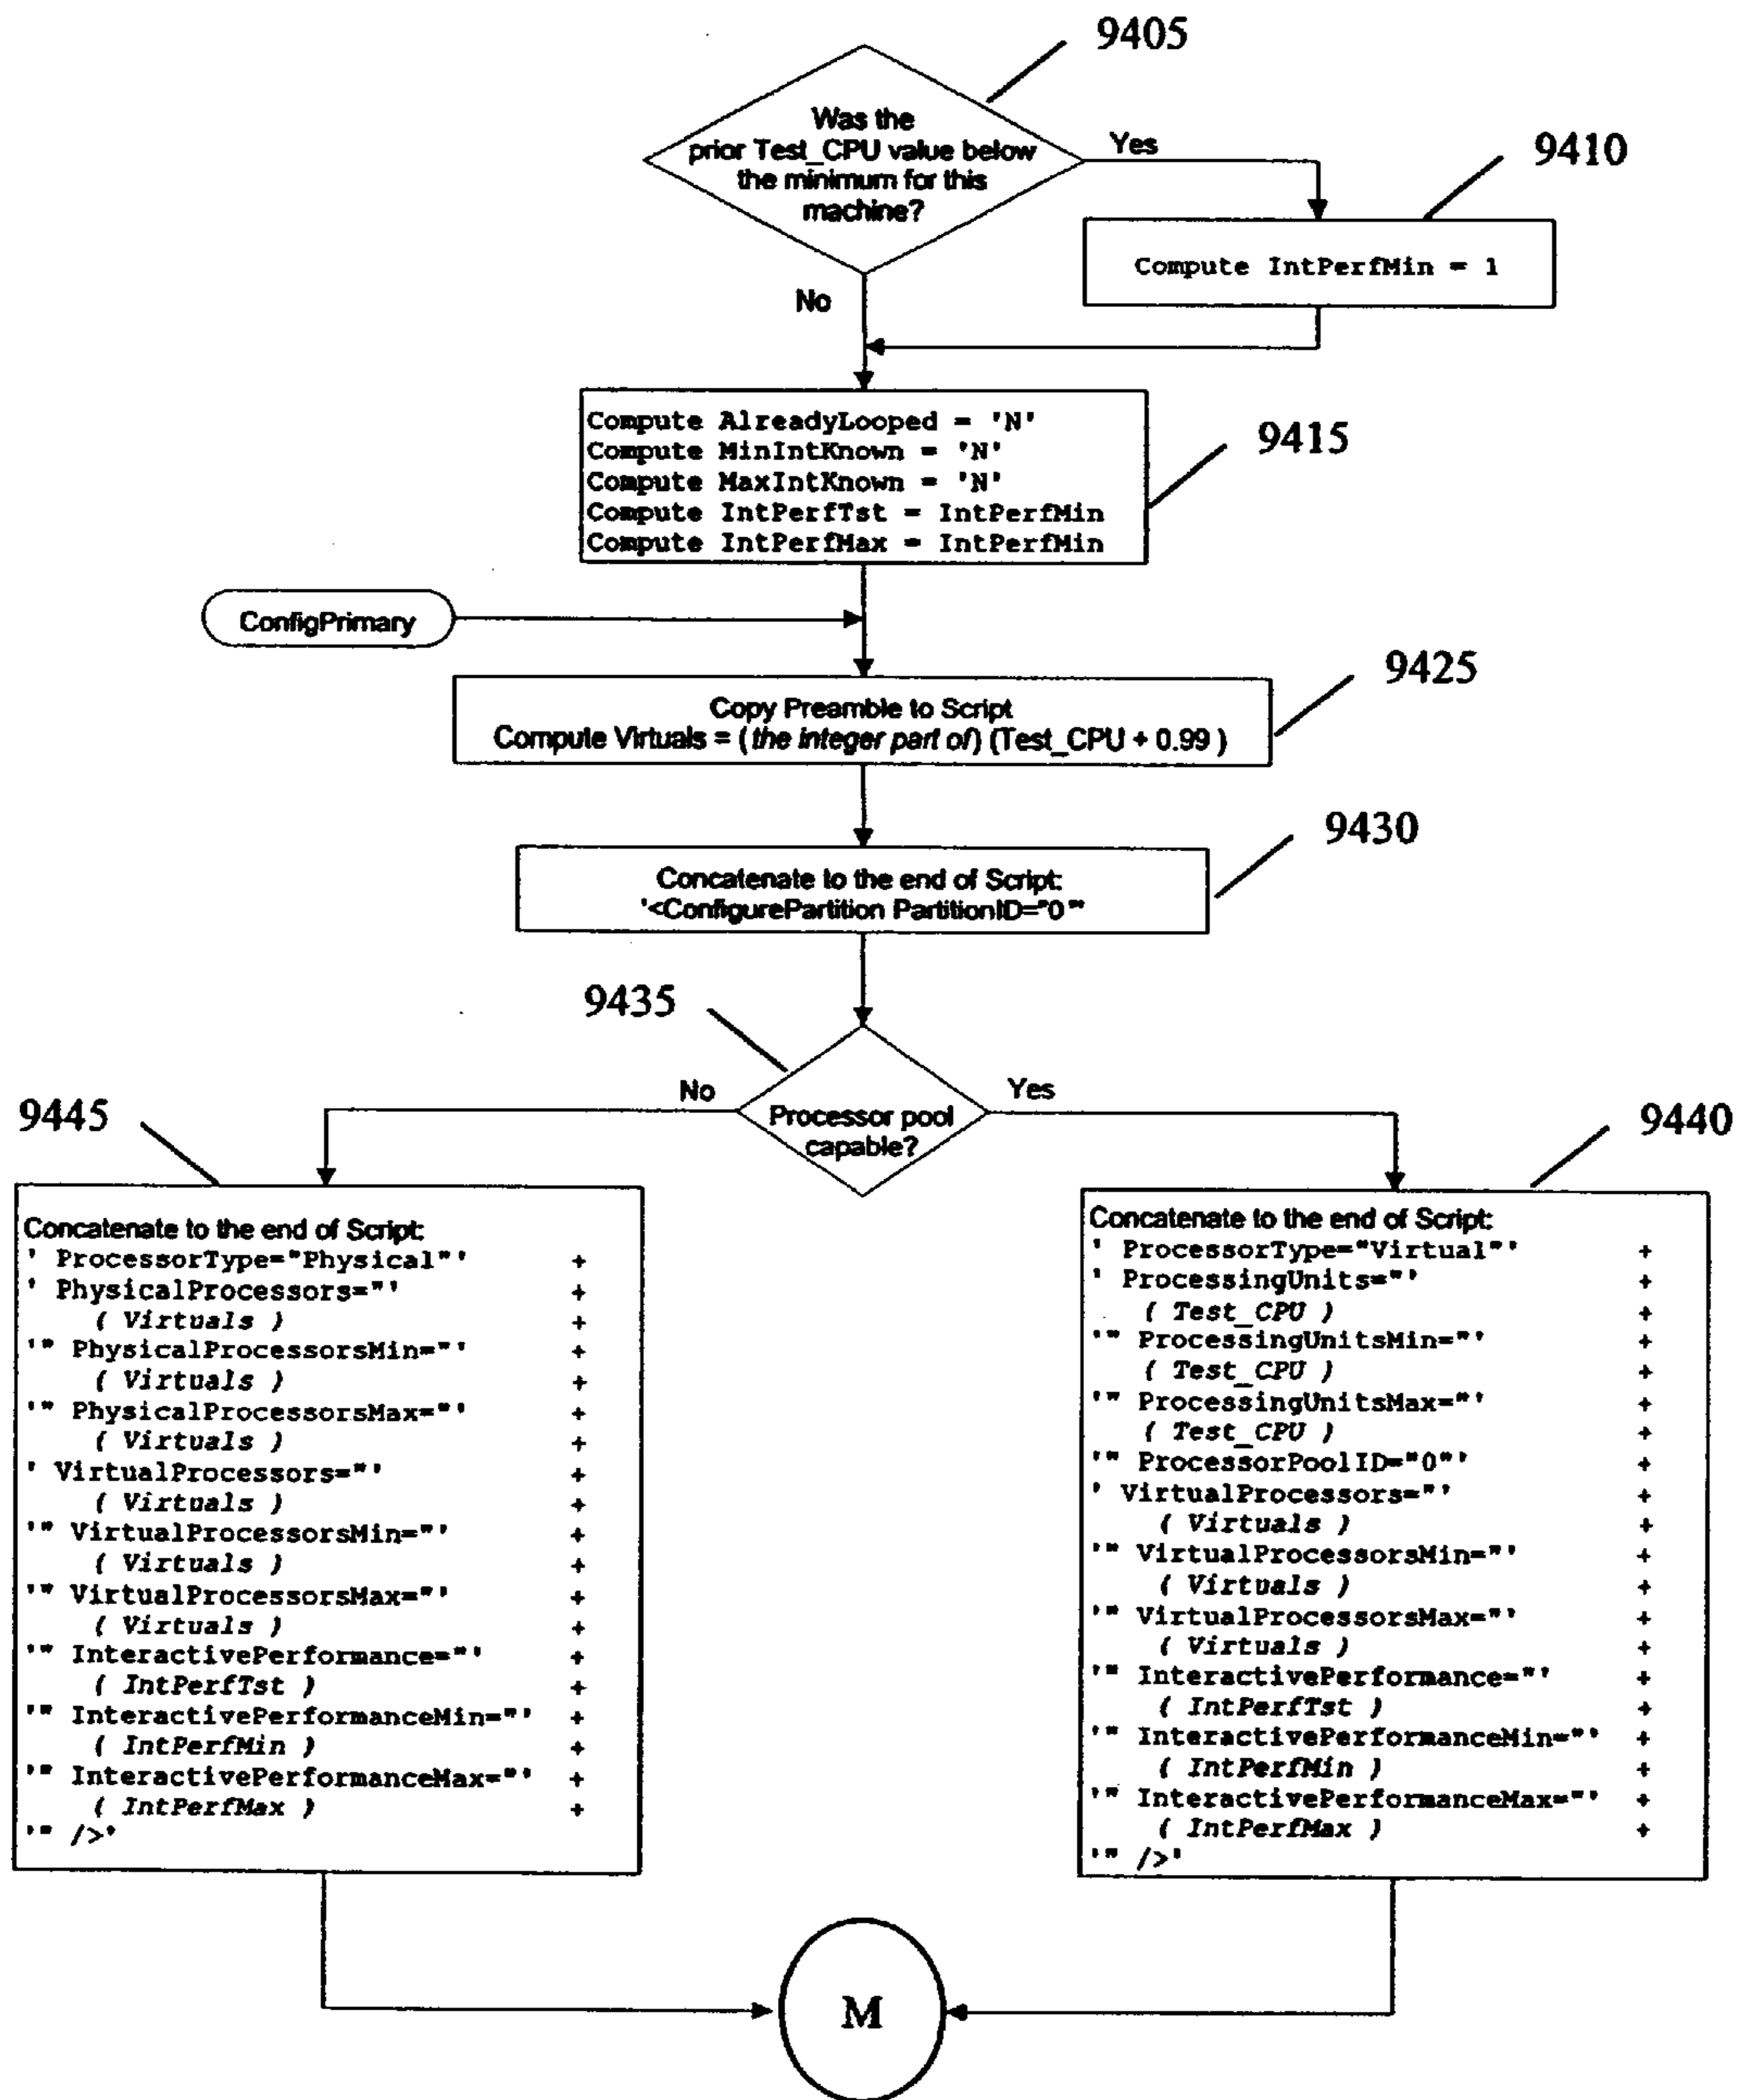 9405
Was the
prior Test_CPU value below
the minimum for this
machine?
Yes
9410
Compute IntPerfMin = 1
No
Compute AlreadyLooped = 'N'
Compute MinIntKnown = 'N'
Compute MaxIntKnown = 'N'
Compute IntPerfTst = IntPerfMin
Compute IntPerfMax = IntPerfMin
9415
ConfigPrimary
9425
Copy Preamble to Script
Compute Virtuals = ( the integer part of) (Test_CPU + 0.99 )
9430
Concatenate to the end of Script:
'<ConfigurePartition PartitionID="0"'
9435
No
Yes
Processor pool
capable?
9445
Concatenate to the end of Script:
' ProcessorType="Physical"' +
' PhysicalProcessors="' +
( Virtuals ) +
'" PhysicalProcessorsMin="' +
( Virtuals ) +
'" PhysicalProcessorsMax="' +
( Virtuals ) +
' VirtualProcessors="' +
( Virtuals ) +
'" VirtualProcessorsMin="' +
( Virtuals ) +
'" VirtualProcessorsMax="' +
( Virtuals ) +
'" InteractivePerformance="' +
( IntPerfTst ) +
'" InteractivePerformanceMin="' +
( IntPerfMin ) +
'" InteractivePerformanceMax="' +
( IntPerfMax ) +
'" />'
9440
Concatenate to the end of Script:
' ProcessorType="Virtual"' +
' ProcessingUnits="' +
( Test_CPU ) +
'" ProcessingUnitsMin="' +
( Test_CPU ) +
'" ProcessingUnitsMax="' +
( Test_CPU ) +
'" ProcessorPoolID="0"' +
' VirtualProcessors="' +
( Virtuals ) +
'" VirtualProcessorsMin="' +
( Virtuals ) +
'" VirtualProcessorsMax="' +
( Virtuals ) +
'" InteractivePerformance="' +
( IntPerfTst ) +
'" InteractivePerformanceMin="' +
( IntPerfMin ) +
'" InteractivePerformanceMax="' +
( IntPerfMax ) +
'" />'
M